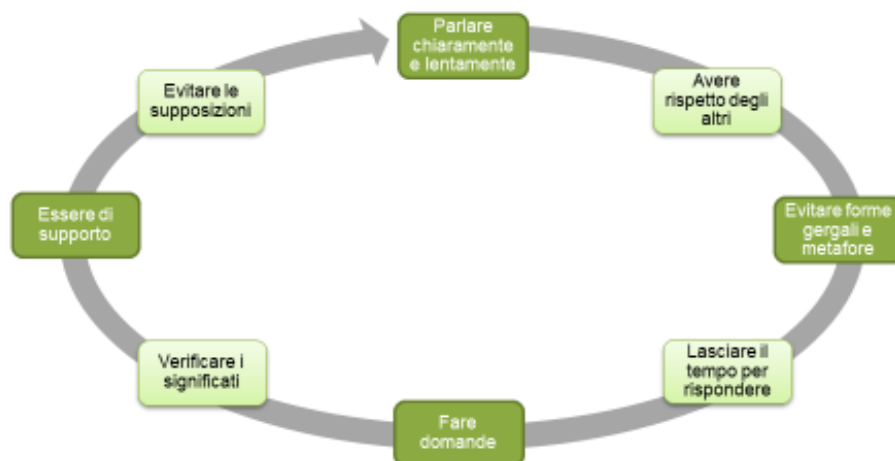 Parlare
chiaramente
e lentamente
Avere
rispetto degli
altri
Evitare forme
gergali e
metafore
Lasciare il
tempo per
rispondere
Fare
domande
Verificare i
significati
Essere di
supporto
Evitare le
supposizioni